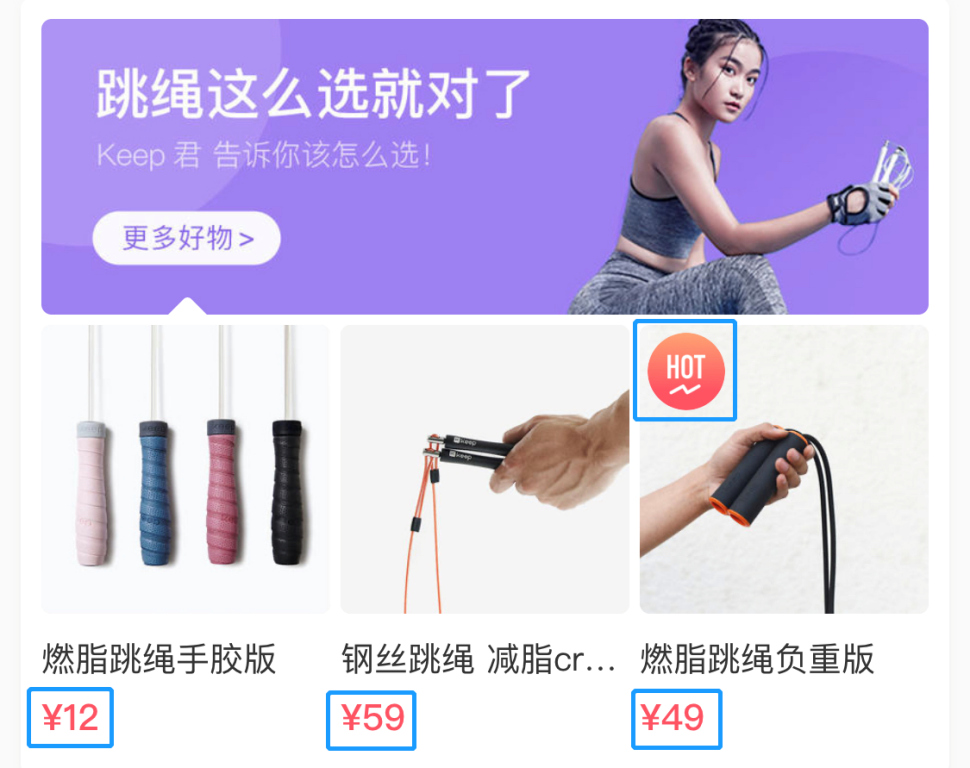 跳绳这么选就对了
Keep 君 告诉你该怎么选!
更多好物 >
HOT
keep
keep
燃脂跳绳手胶版
钢丝跳绳 减脂cr...
燃脂跳绳负重版
¥12
¥59
¥49